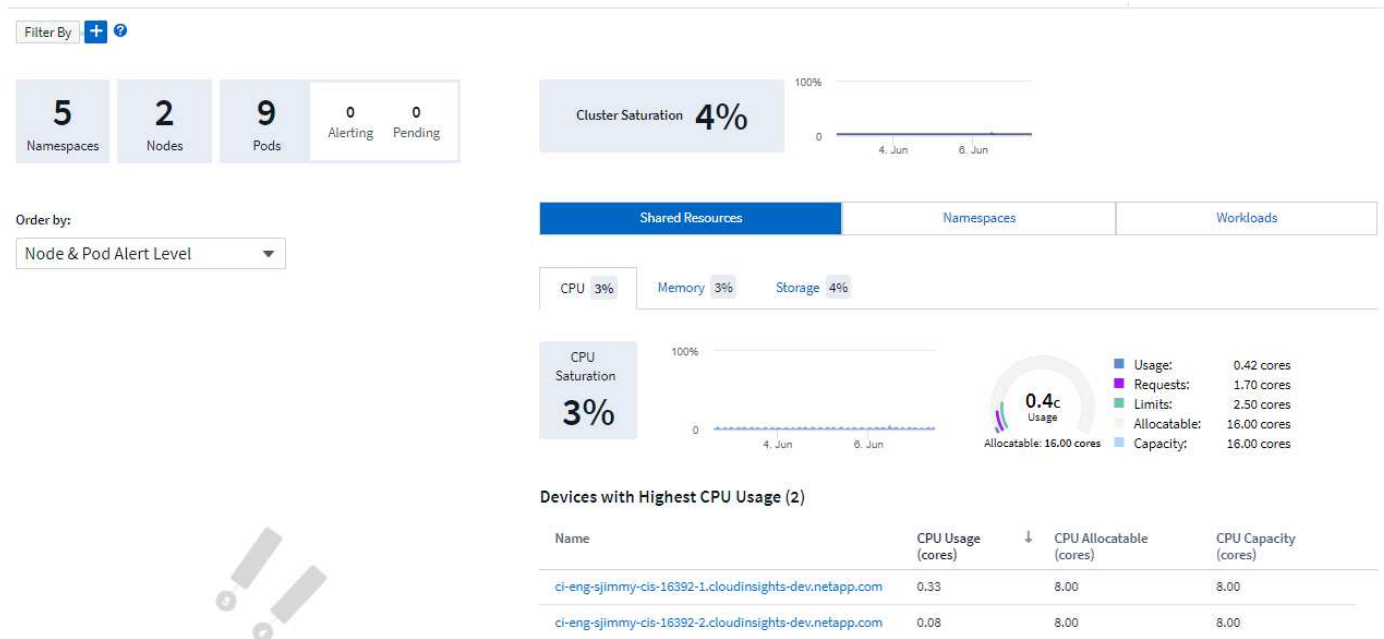 Filter By + ?
5 2 9 0 0
Namespaces Nodes Pods Alerting Pending
Cluster Saturation 4%
100%
0
4. Jun 6. Jun
Order by:
Node & Pod Alert Level
Shared Resources Namespaces Workloads
CPU 3% Memory 3% Storage 4%
CPU
Saturation
3%
100%
0
4. Jun 6. Jun
0.4c
Usage
Allocatable: 16.00 cores
Usage: 0.42 cores
Requests: 1.70 cores
Limits: 2.50 cores
Allocatable: 16.00 cores
Capacity: 16.00 cores
Devices with Highest CPU Usage (2)
Name CPU Usage (cores) ↓ CPU Allocatable (cores) CPU Capacity (cores)
ci-eng-sjimmy-cis-16392-1.cloudinsights-dev.netapp.com 0.33 8.00 8.00
ci-eng-sjimmy-cis-16392-2.cloudinsights-dev.netapp.com 0.08 8.00 8.00